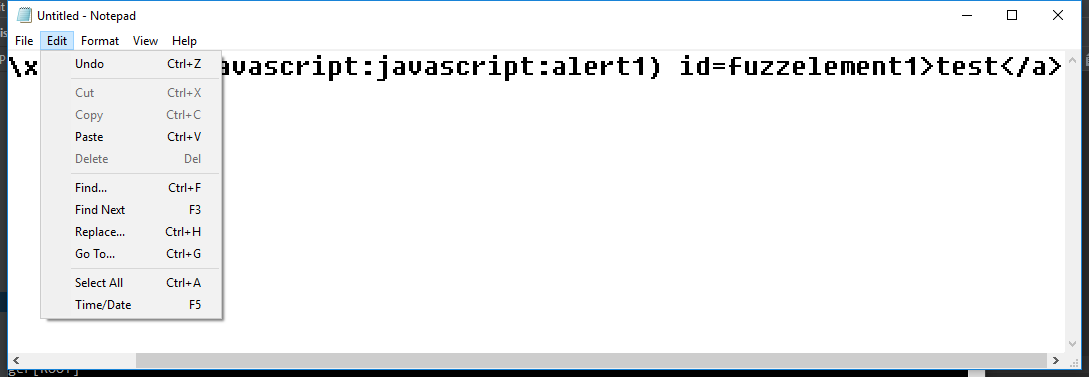 Untitled - Notepad
File Edit Format View Help
\x avascript:javascript:alert1) id=fuzzelement1>test</a>
Undo Ctrl+Z
Cut Ctrl+X
Copy Ctrl+C
Paste Ctrl+V
Delete Del
Find... Ctrl+F
Find Next F3
Replace... Ctrl+H
Go To... Ctrl+G
Select All Ctrl+A
Time/Date F5